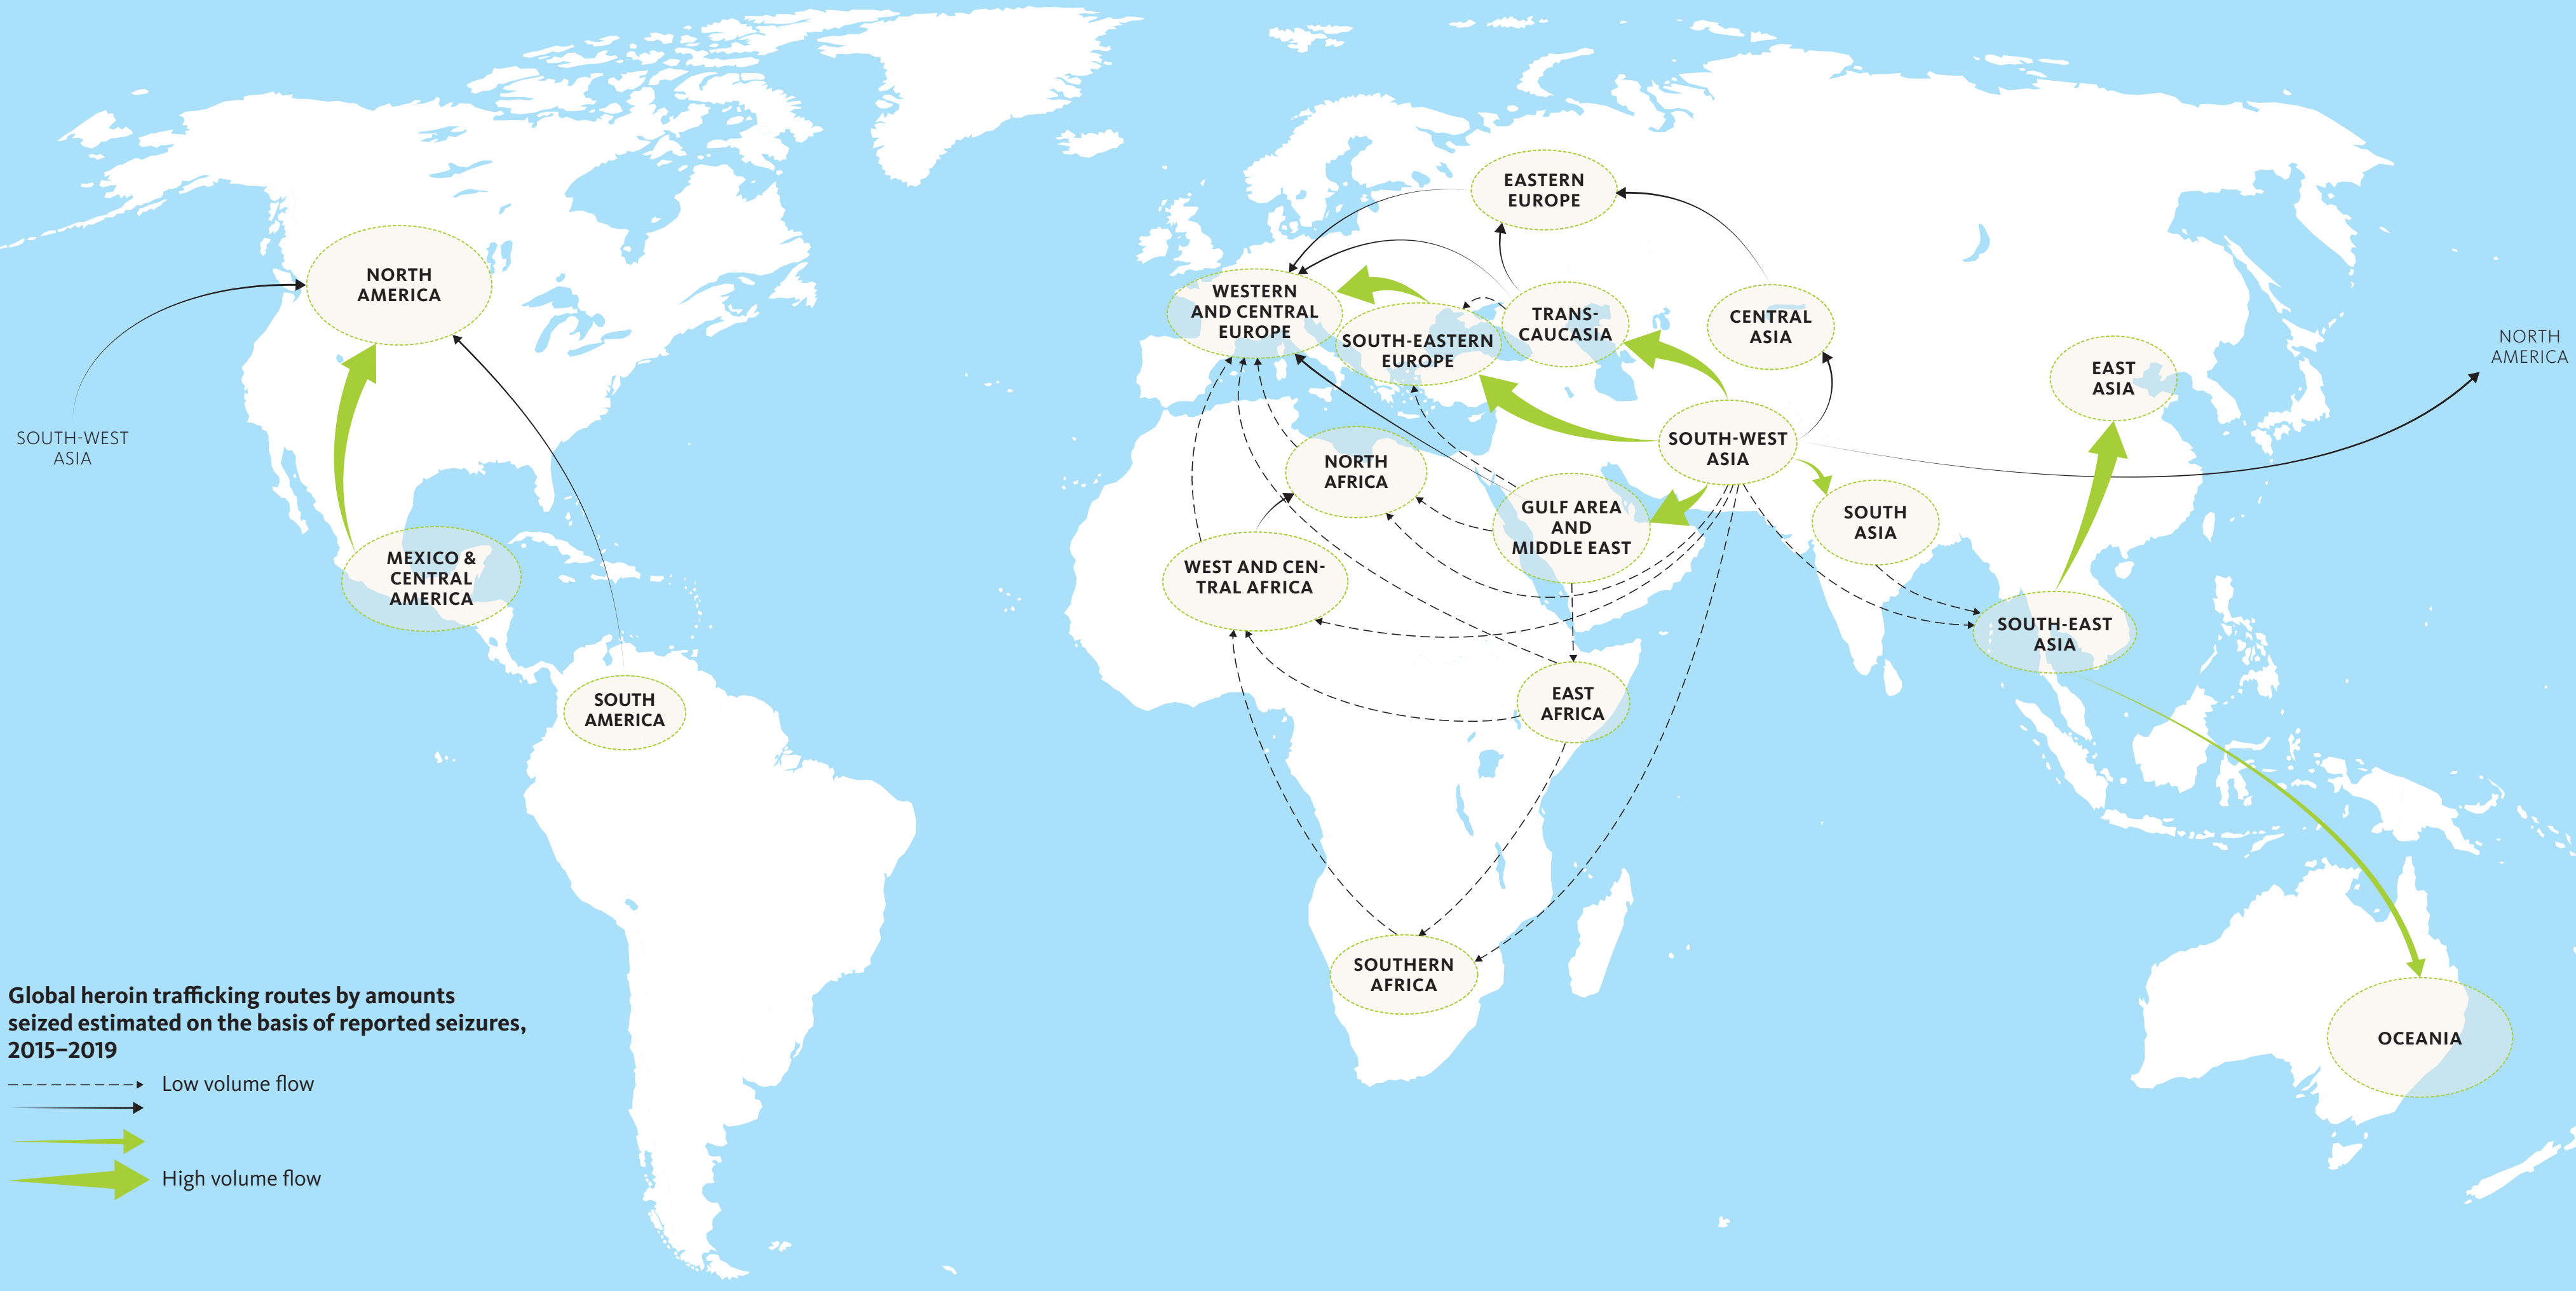 EASTERN
EUROPE
NORTH
AMERICA
WESTERN
AND CENTRAL
EUROPE
TRANS-
CAUCASIA
CENTRAL
ASIA
SOUTH-EASTERN
EUROPE
NORTH
AMERICA
EAST
ASIA
SOUTH-WEST
ASIA
SOUTH-WEST
ASIA
NORTH
AFRICA
GULF AREA
AND
MIDDLE EAST
SOUTH
ASIA
MEXICO &
CENTRAL
AMERICA
WEST AND CEN-
TRAL AFRICA
SOUTH-EAST
ASIA
SOUTH
AMERICA
EAST
AFRICA
SOUTHERN
AFRICA
OCEANIA
Global heroin trafficking routes by amounts
seized estimated on the basis of reported seizures,
2015–2019
Low volume flow
High volume flow